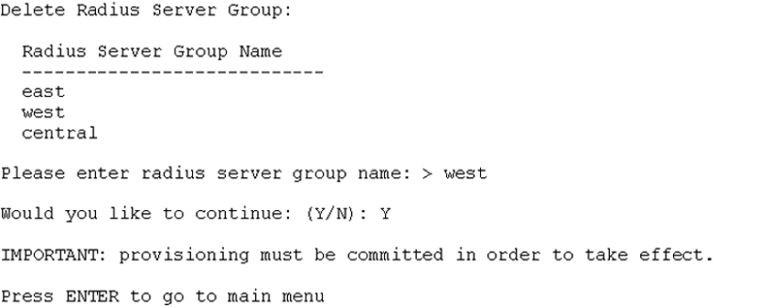 Delete Radius Server Group:
Radius Server Group Name
----------------------------
east
west
central
Please enter radius server group name: > west
Would you like to continue: (Y/N): Y
IMPORTANT: provisioning must be committed in order to take effect.
Press ENTER to go to main menu